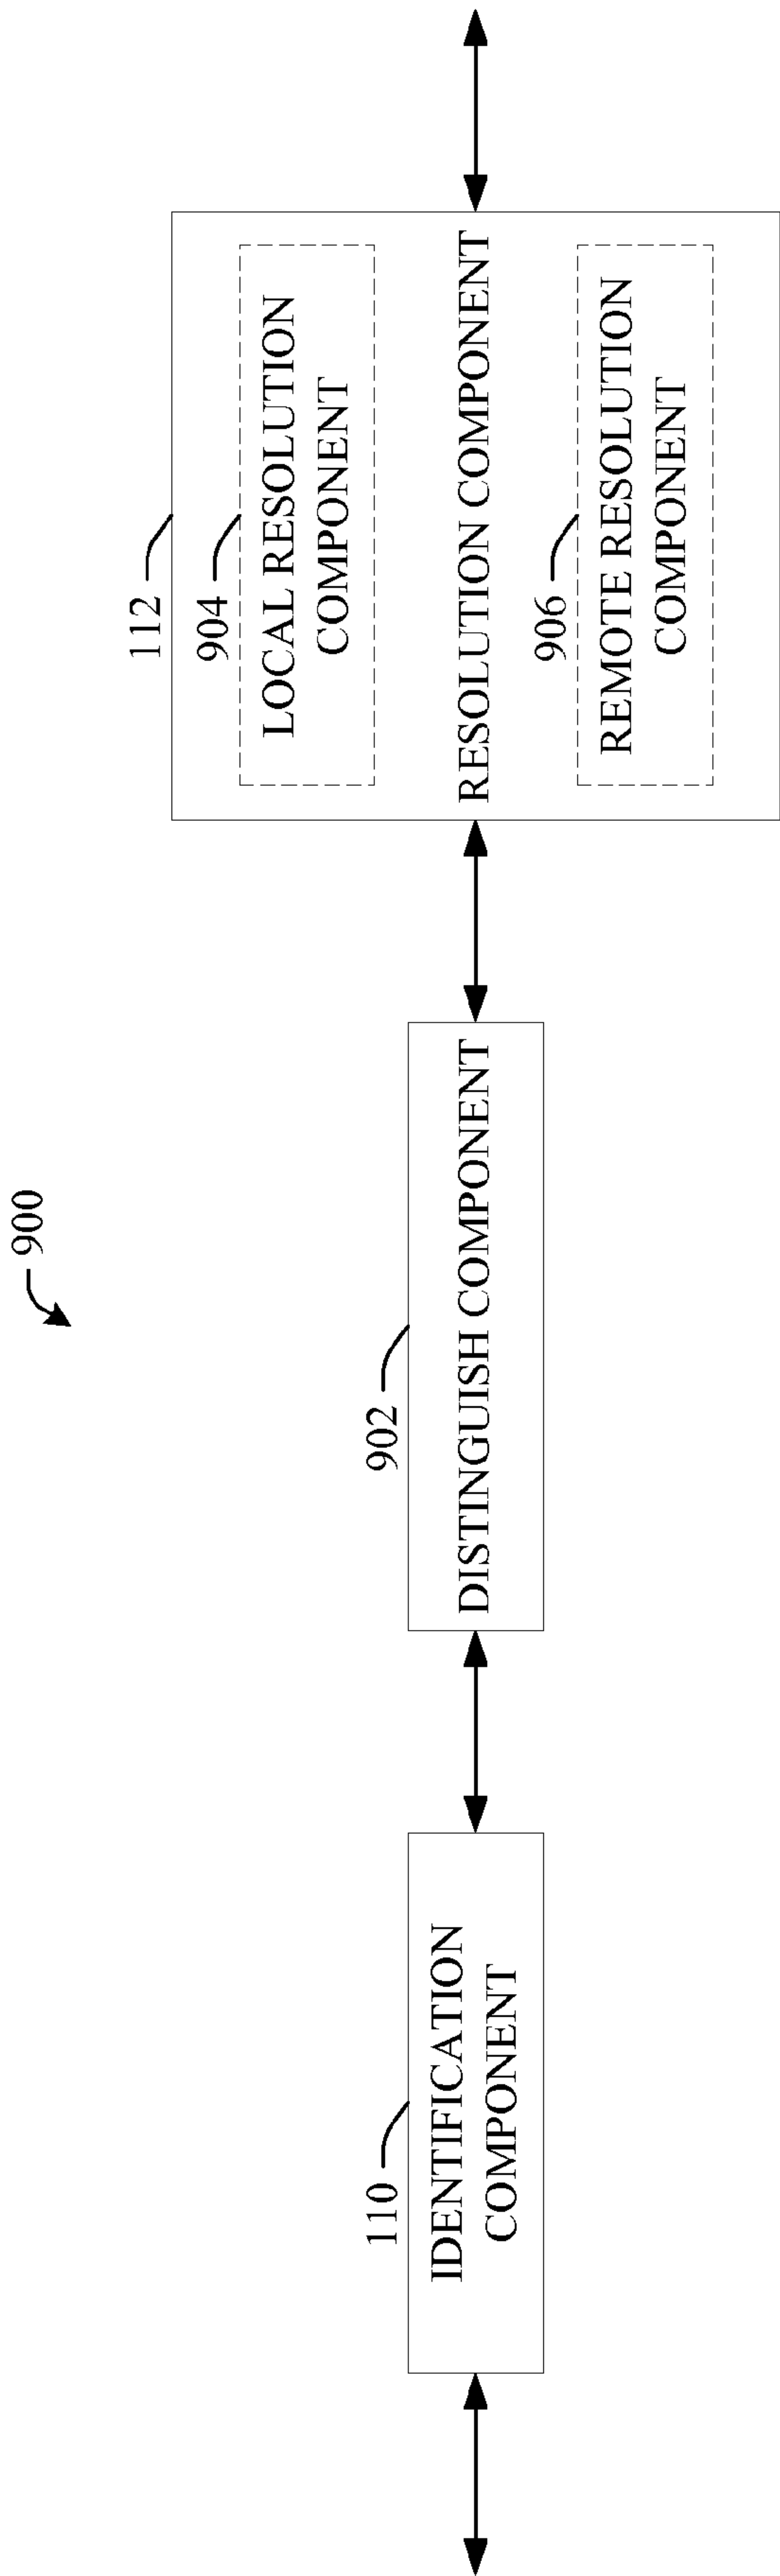 900
110
IDENTIFICATION
COMPONENT
902
DISTINGUISH COMPONENT
112
904
LOCAL RESOLUTION
COMPONENT
RESOLUTION COMPONENT
906
REMOTE RESOLUTION
COMPONENT